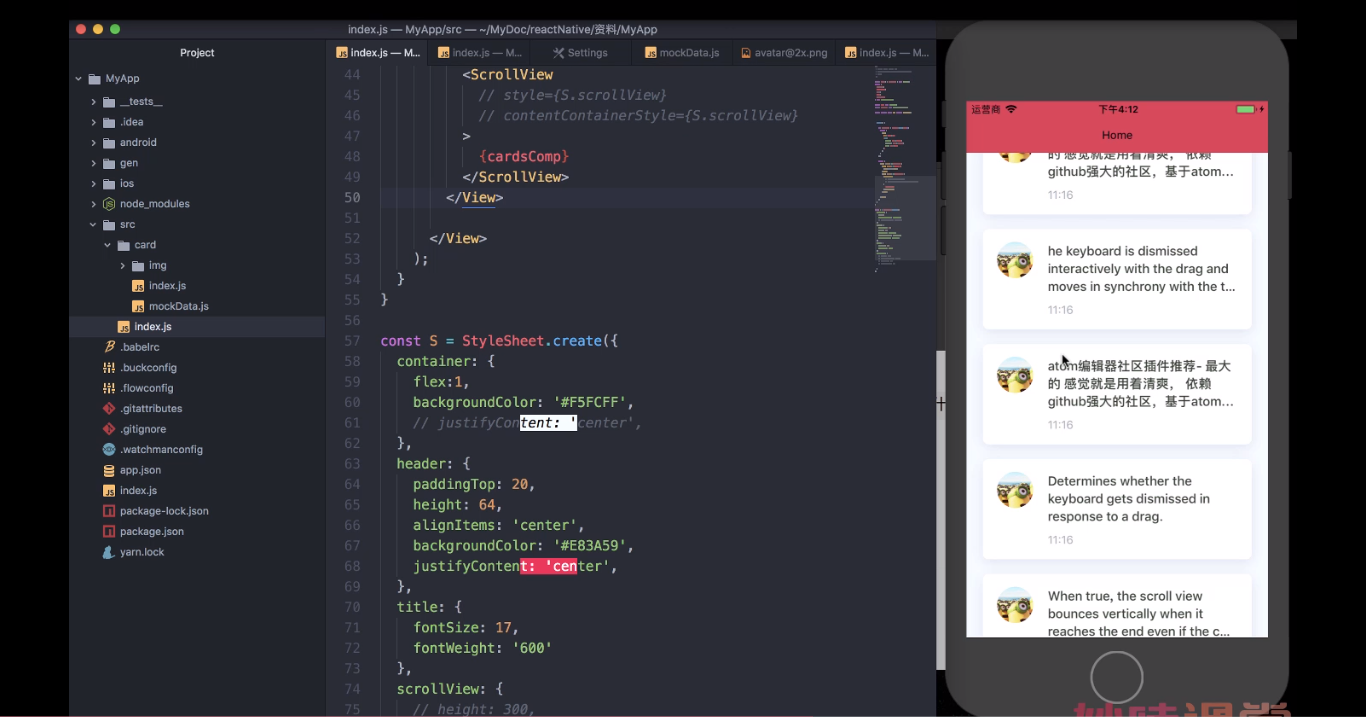 index.js — MyApp/src — ~/MyDoc/reactNative/资料/MyApp
Project
MyApp
__tests__
.idea
android
gen
ios
node_modules
src
card
img
index.js
mockData.js
index.js
.babelrc
.buckconfig
.flowconfig
.gitattributes
.gitignore
.watchmanconfig
app.json
index.js
package-lock.json
package.json
yarn.lock
index.js — M... index.js — M... Settings mockData.js avatar@2x.png index.js — M...
44 <ScrollView
45 // style={S.scrollView}
46 // contentContainerStyle={S.scrollView}
47 >
48 {cardsComp}
49 </ScrollView>
50 </View>
51
52 </View>
53 );
54 }
55 }
56
57 const S = StyleSheet.create({
58 container: {
59 flex:1,
60 backgroundColor: '#F5FCFF',
61 // justifyContent: 'center',
62 },
63 header: {
64 paddingTop: 20,
65 height: 64,
66 alignItems: 'center',
67 backgroundColor: '#E83A59',
68 justifyContent: 'center',
69 },
70 title: {
71 fontSize: 17,
72 fontWeight: '600'
73 },
74 scrollView: {
75 // height: 300,
运营商 下午4:12
Home
的 感觉就是用着清爽， 依赖
github强大的社区，基于atom...
11:16
he keyboard is dismissed
interactively with the drag and
moves in synchrony with the t...
11:16
atom编辑器社区插件推荐- 最大
的 感觉就是用着清爽， 依赖
github强大的社区，基于atom...
11:16
Determines whether the
keyboard gets dismissed in
response to a drag.
11:16
When true, the scroll view
bounces vertically when it
reaches the end even if the c...